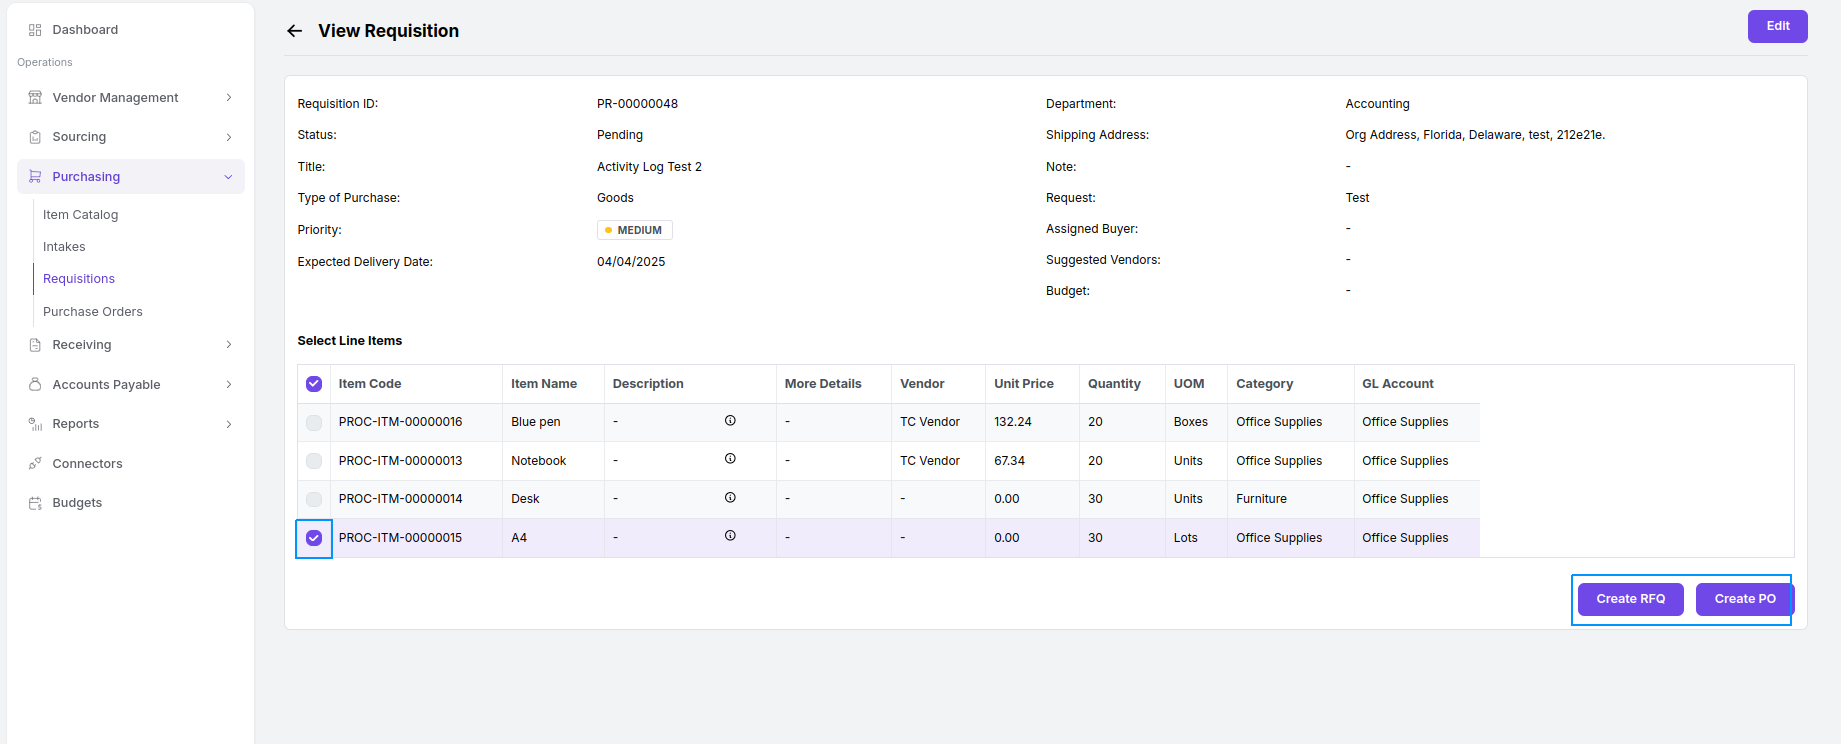 Dashboard
Operations
Vendor Management
Sourcing
Purchasing
Item Catalog
Intakes
Requisitions
Purchase Orders
Receiving
Accounts Payable
Reports
Connectors
Budgets
View Requisition
Edit
Requisition ID: PR-00000048
Status: Pending
Title: Activity Log Test 2
Type of Purchase: Goods
Priority: MEDIUM
Expected Delivery Date: 04/04/2025
Department: Accounting
Shipping Address: Org Address, Florida, Delaware, test, 212e21e.
Note: -
Request: Test
Assigned Buyer: -
Suggested Vendors: -
Budget: -
Select Line Items
Item Code Item Name Description More Details Vendor Unit Price Quantity UOM Category GL Account
PROC-ITM-00000016 Blue pen - - TC Vendor 132.24 20 Boxes Office Supplies Office Supplies
PROC-ITM-00000013 Notebook - - TC Vendor 67.34 20 Units Office Supplies Office Supplies
PROC-ITM-00000014 Desk - - - 0.00 30 Units Furniture Office Supplies
PROC-ITM-00000015 A4 - - - 0.00 30 Lots Office Supplies Office Supplies
Create RFQ Create PO